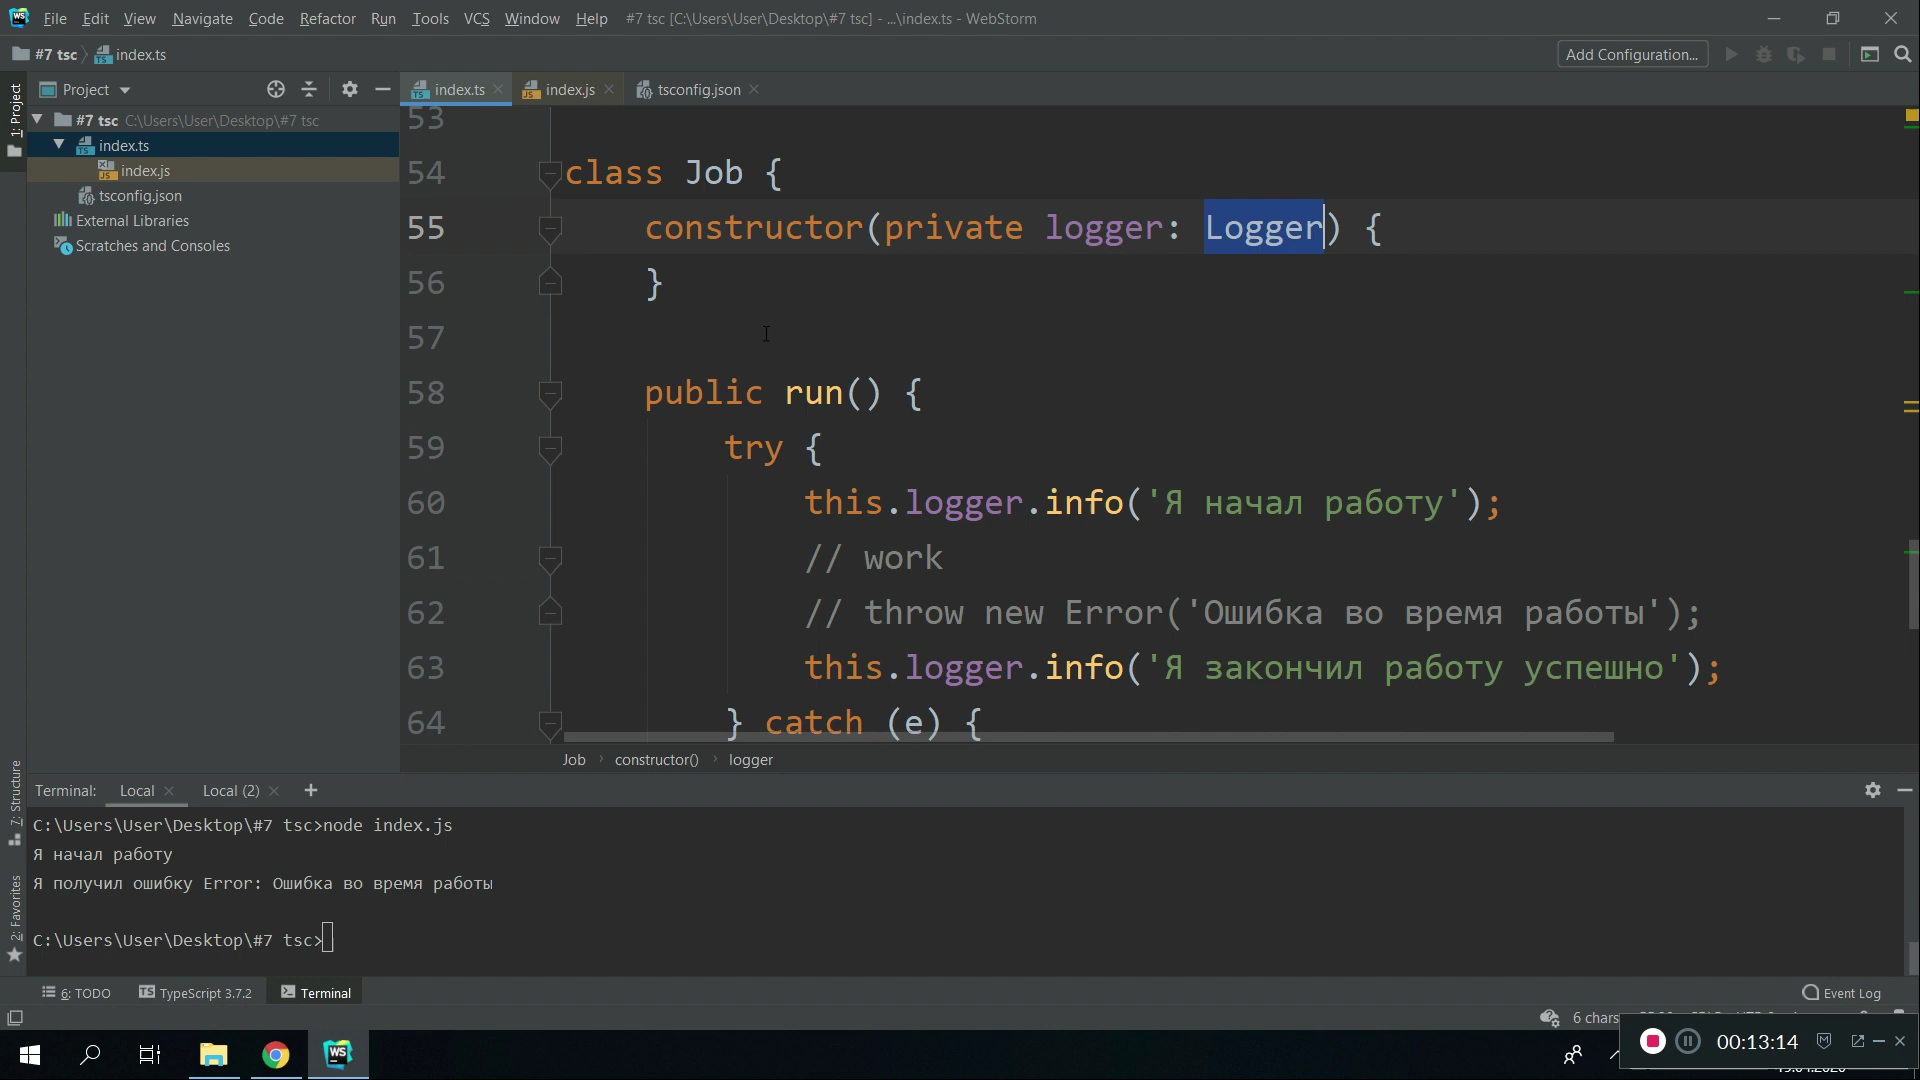 File Edit View Navigate Code Refactor Run Tools VCS Window Help #7 tsc [C:\Users\User\Desktop\#7 tsc] - ...\index.ts - WebStorm
#7 tsc index.ts
Add Configuration...
1: Project
Project
index.ts
index.js
tsconfig.json
#7 tsc C:\Users\User\Desktop\#7 tsc
index.ts
index.js
tsconfig.json
External Libraries
Scratches and Consoles
53
54 class Job {
55 constructor(private logger: Logger) {
56 }
57
58 public run() {
59 try {
60 this.logger.info('Я начал работу');
61 // work
62 // throw new Error('Ошибка во время работы');
63 this.logger.info('Я закончил работу успешно');
64 } catch (e) {
Job constructor() logger
7: Structure
2: Favorites
Terminal: Local Local (2) +
C:\Users\User\Desktop\#7 tsc>node index.js
Я начал работу
Я получил ошибку Error: Ошибка во время работы
C:\Users\User\Desktop\#7 tsc>
6: TODO TypeScript 3.7.2 Terminal
Event Log
6 chars
00:13:14